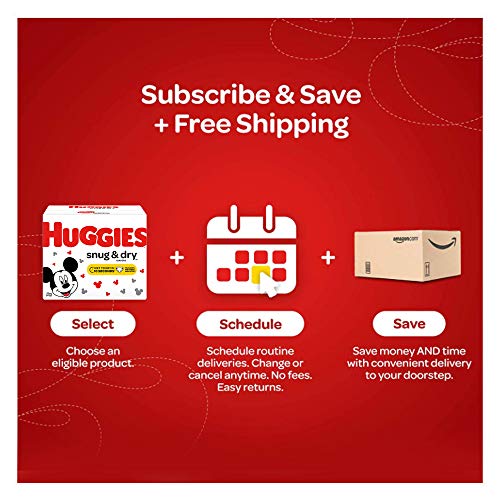 Subscribe & Save
+ Free Shipping
HUGGIES
snug & dry
+
+
amazon.com
Select
Schedule
Save
Choose an
eligible product.
Schedule routine
deliveries. Change or
cancel anytime. No fees.
Easy returns.
Save money AND time
with convenient delivery
to your doorstep.